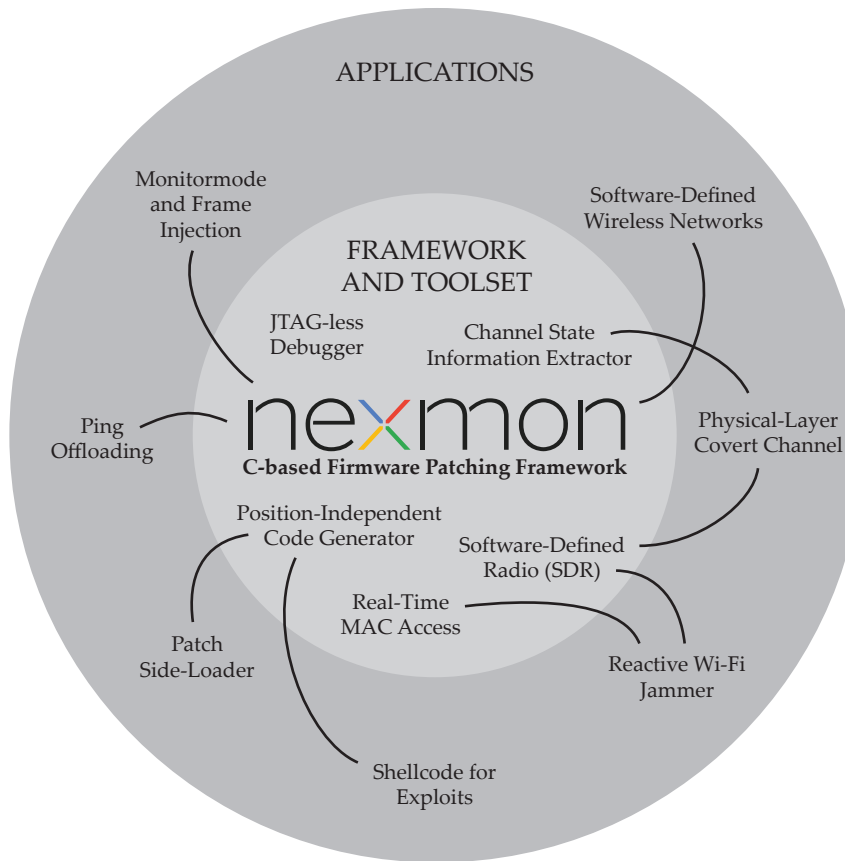 APPLICATIONS
Monitormode
and Frame
Injection
Software-Defined
Wireless Networks
FRAMEWORK
AND TOOLSET
JTAG-less
Debugger
Channel State
Information Extractor
nexmon
C-based Firmware Patching Framework
Ping
Offloading
Physical-Layer
Covert Channel
Position-Independent
Code Generator
Software-Defined
Radio (SDR)
Real-Time
MAC Access
Patch
Side-Loader
Reactive Wi-Fi
Jammer
Shellcode for
Exploits